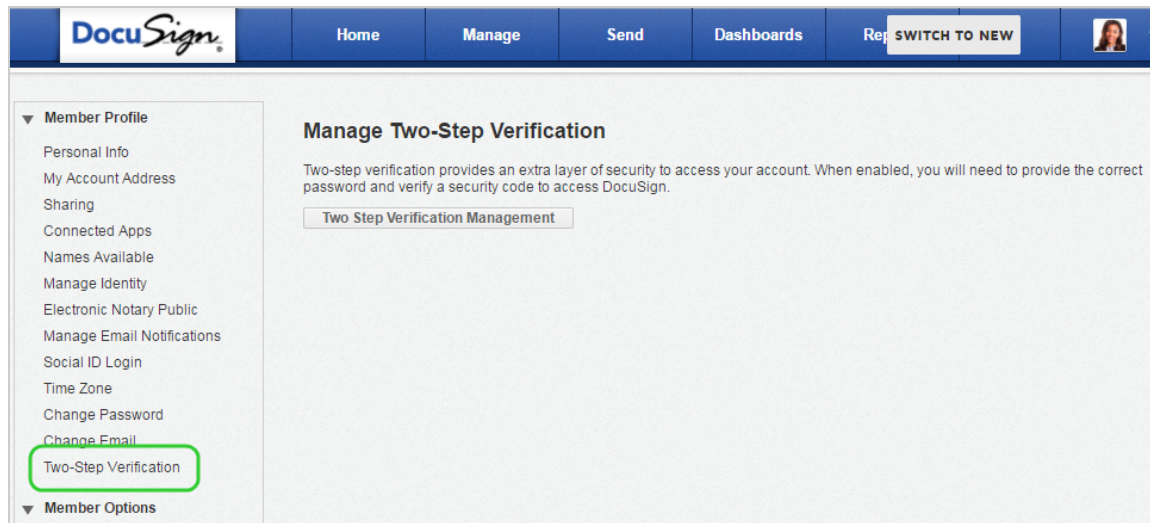 DocuSign
Home
Manage
Send
Dashboards
Rep
SWITCH TO NEW
Member Profile
Personal Info
My Account Address
Sharing
Connected Apps
Names Available
Manage Identity
Electronic Notary Public
Manage Email Notifications
Social ID Login
Time Zone
Change Password
Change Email
Two-Step Verification
Member Options
Manage Two-Step Verification
Two-step verification provides an extra layer of security to access your account. When enabled, you will need to provide the correct
password and verify a security code to access DocuSign.
Two Step Verification Management